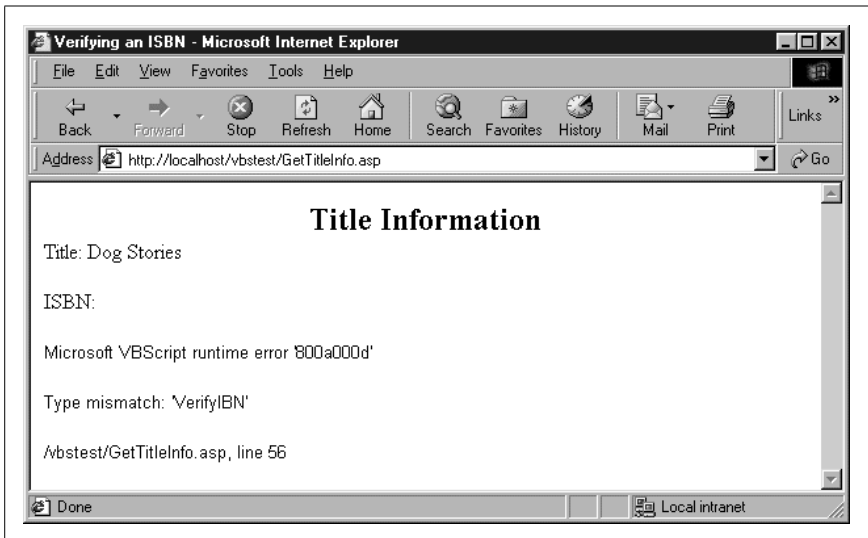 Verifying an ISBN - Microsoft Internet Explorer
File Edit View Favorites Tools Help
Back Forward Stop Refresh Home Search Favorites History Mail Print Links »
Address http://localhost/vbstest/GetTitleInfo.asp Go
Title Information
Title: Dog Stories
ISBN:
Microsoft VBScript runtime error '800a000d'
Type mismatch: 'VerifyIBN'
/vbstest/GetTitleInfo.asp, line 56
Done Local intranet